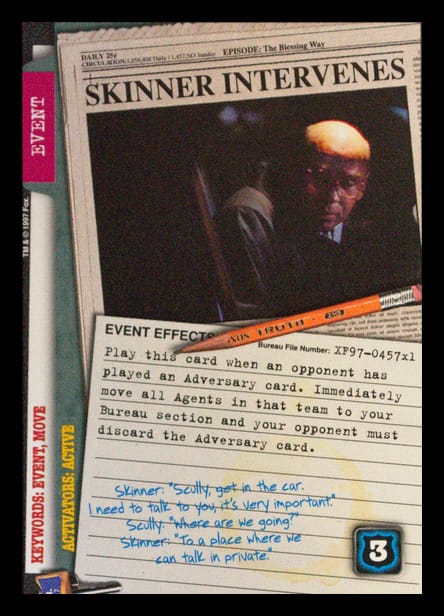 DAILY 25¢ EPISODE: The Blessing Way
SKINNER INTERVENES
EVENT
TM & © 1997 Fox.
KEYWORDS: EVENT, MOVE
ACTIVATORS: ACTIVE
TRUTH
EVENT EFFECTS
Bureau File Number: XF97-0457x1
Play this card when an opponent has
played an Adversary card. Immediately
move all Agents in that team to your
Bureau section and your opponent must
discard the Adversary card.
Skinner: "Scully, get in the car.
I need to talk to you, it's very important."
Scully: "Where are we going?"
Skinner: "To a place where we
can talk in private."
3